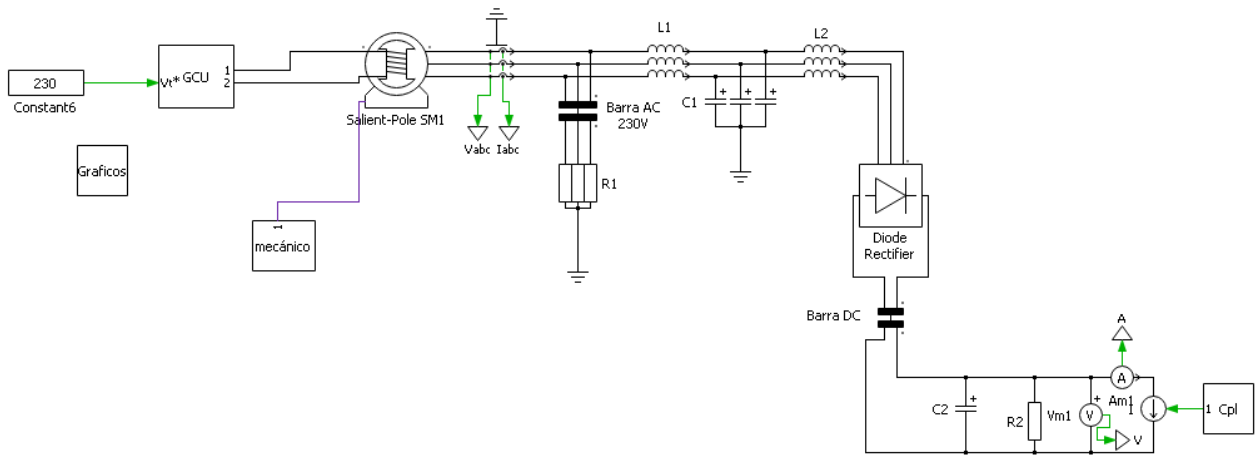 L1
L2
230
Constant6
Vt* GCU
1
2
Salient-Pole SM1
Vabc
Iabc
Barra AC
230V
C1
R1
Graficos
1
mecánico
Diode
Rectifier
Barra DC
A
A
Am1
C2
R2
Vm1
V
V
I
1 Cpl